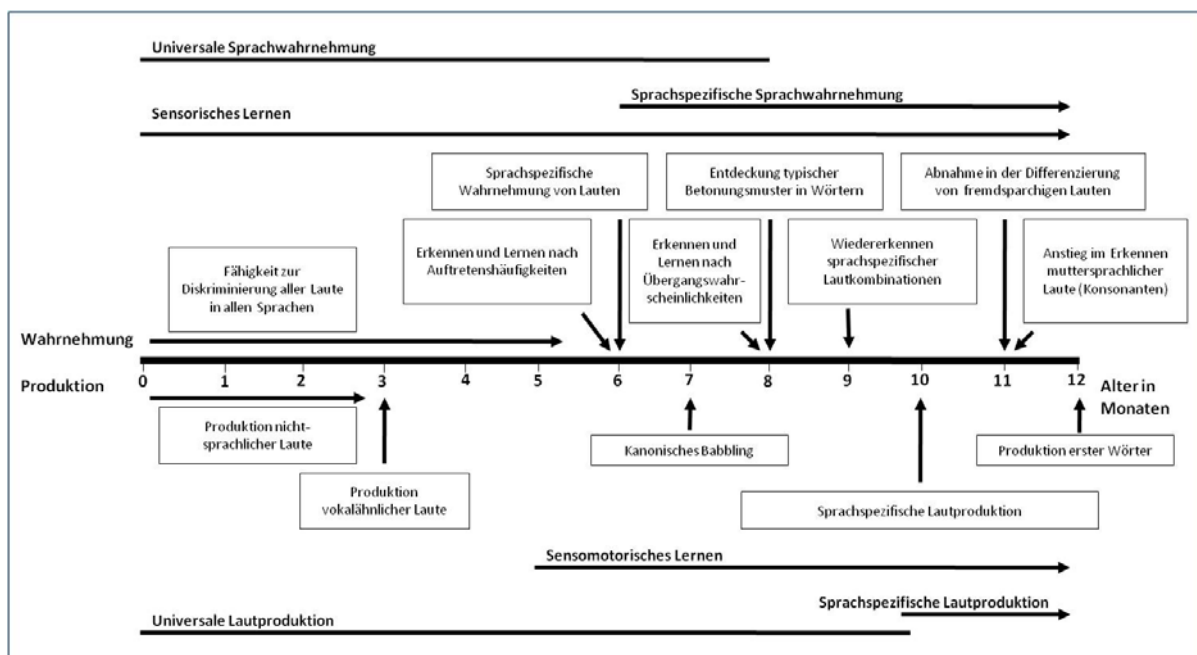 Universale Sprachwahrnehmung
Sprachspezifische Sprachwahrnehmung
Sensorisches Lernen
Sprachspezifische
Wahrnehmung von Lauten
Entdeckung typischer
Betonungsmuster in Wörtern
Abnahme in der Differenzierung
von fremdsparchigen Lauten
Erkennen und Lernen nach
Auftretenshäufigkeiten
Erkennen und
Lernen nach
Übergangswahr-
scheinlichkeiten
Wiedererkennen
sprachspezifischer
Lautkombinationen
Anstieg im Erkennen
muttersprachlicher
Laute (Konsonanten)
Fähigkeit zur
Diskriminierung aller Laute
in allen Sprachen
Wahrnehmung
Produktion
0 1 2 3 4 5 6 7 8 9 10 11 12
Alter in
Monaten
Produktion nicht-
sprachlicher Laute
Kanonisches Babbling
Produktion erster Wörter
Produktion
vokalähnlicher Laute
Sprachspezifische Lautproduktion
Sensomotorisches Lernen
Sprachspezifische Lautproduktion
Universale Lautproduktion